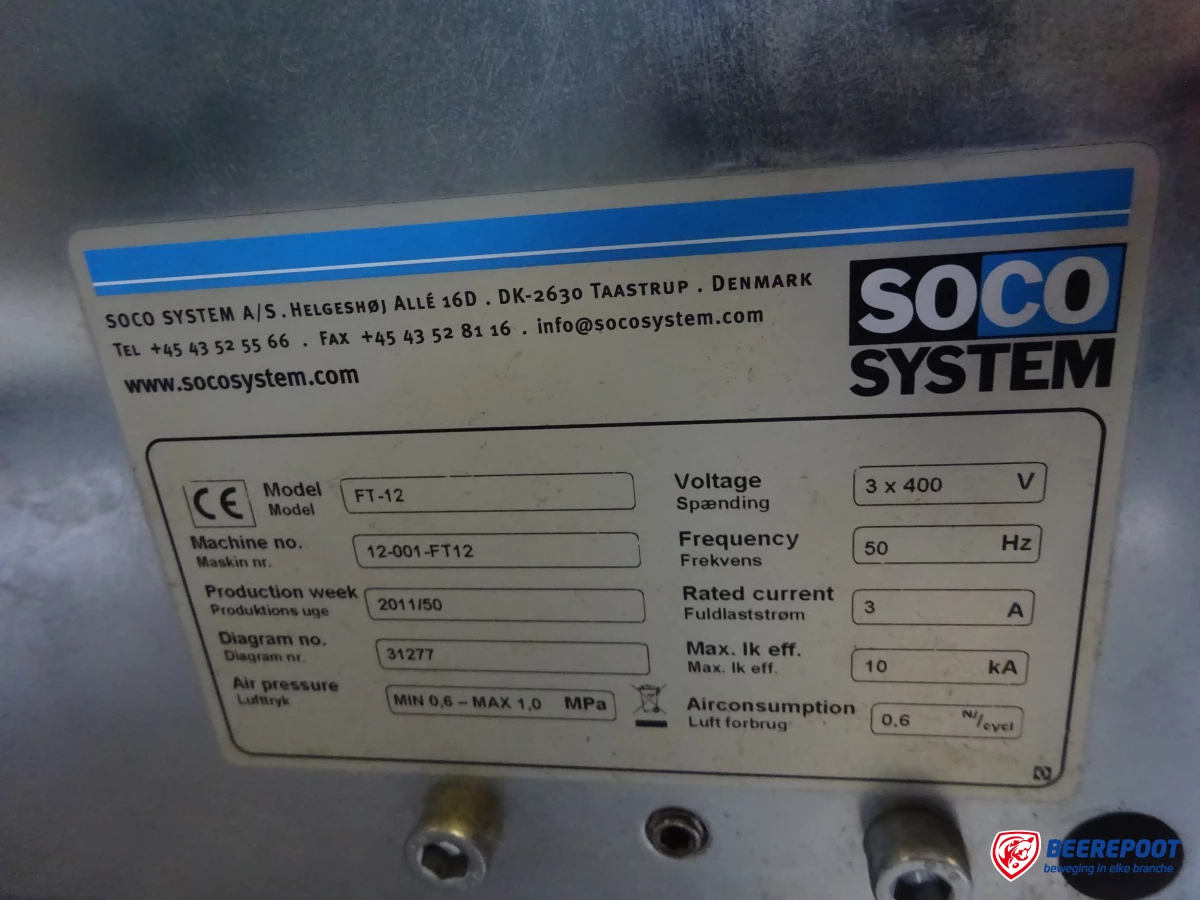 SOCO SYSTEM A/S . HELGESHØJ ALLÉ 16D . DK-2630 TAASTRUP . DENMARK
TEL +45 43 52 55 66 . FAX +45 43 52 81 16 . info@socosystem.com
www.socosystem.com
SOCO
SYSTEM
CE
Model
Model
FT-12
Machine no.
Maskin nr.
12-001-FT12
Production week
Produktions uge
2011/50
Diagram no.
Diagram nr.
31277
Air pressure
Lufttryk
MIN 0,6 – MAX 1,0 MPa
Voltage
Spænding
3 x 400 V
Frequency
Frekvens
50 Hz
Rated current
Fuldlaststrøm
3 A
Max. Ik eff.
Max. Ik eff.
10 kA
Airconsumption
Luft forbrug
0,6 Nl/cycl
BEEREPOOT
beweging in elke branche